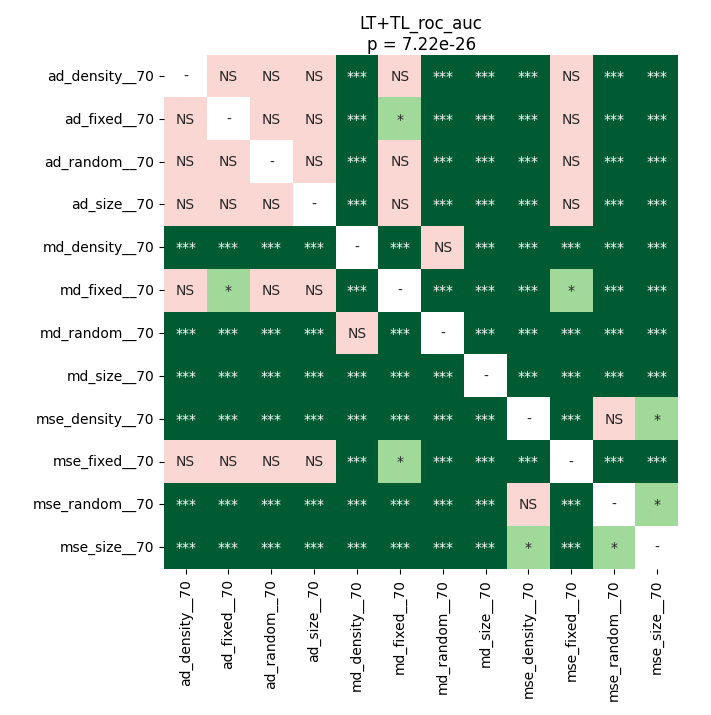 LT+TL_roc_auc
p = 7.22e-26
ad_density__70 - NS NS NS *** NS *** *** *** NS *** ***
ad_fixed__70 NS - NS NS *** * *** *** *** NS *** ***
ad_random__70 NS NS - NS *** NS *** *** *** NS *** ***
ad_size__70 NS NS NS - *** NS *** *** *** NS *** ***
md_density__70 *** *** *** *** - *** NS *** *** *** *** ***
md_fixed__70 NS * NS NS *** - *** *** *** * *** ***
md_random__70 *** *** *** *** NS *** - *** *** *** *** ***
md_size__70 *** *** *** *** *** *** *** - *** *** *** ***
mse_density__70 *** *** *** *** *** *** *** *** - *** NS *
mse_fixed__70 NS NS NS NS *** * *** *** *** - *** ***
mse_random__70 *** *** *** *** *** *** *** *** NS *** - *
mse_size__70 *** *** *** *** *** *** *** *** * *** * -
ad_density__70
ad_fixed__70
ad_random__70
ad_size__70
md_density__70
md_fixed__70
md_random__70
md_size__70
mse_density__70
mse_fixed__70
mse_random__70
mse_size__70